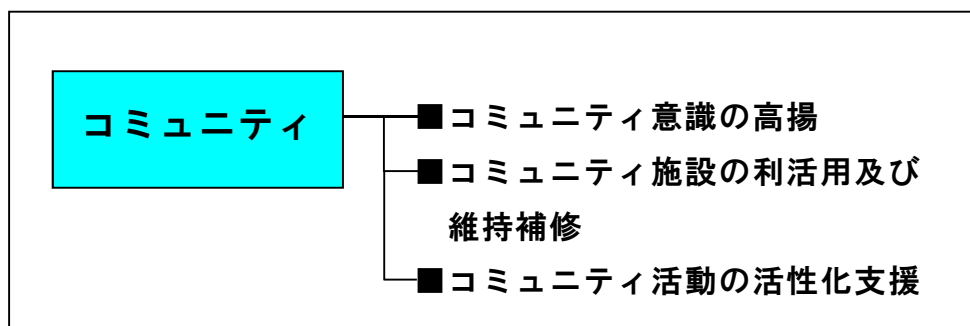 コミュニティ
■コミュニティ意識の高揚
■コミュニティ施設の利活用及び
維持補修
■コミュニティ活動の活性化支援